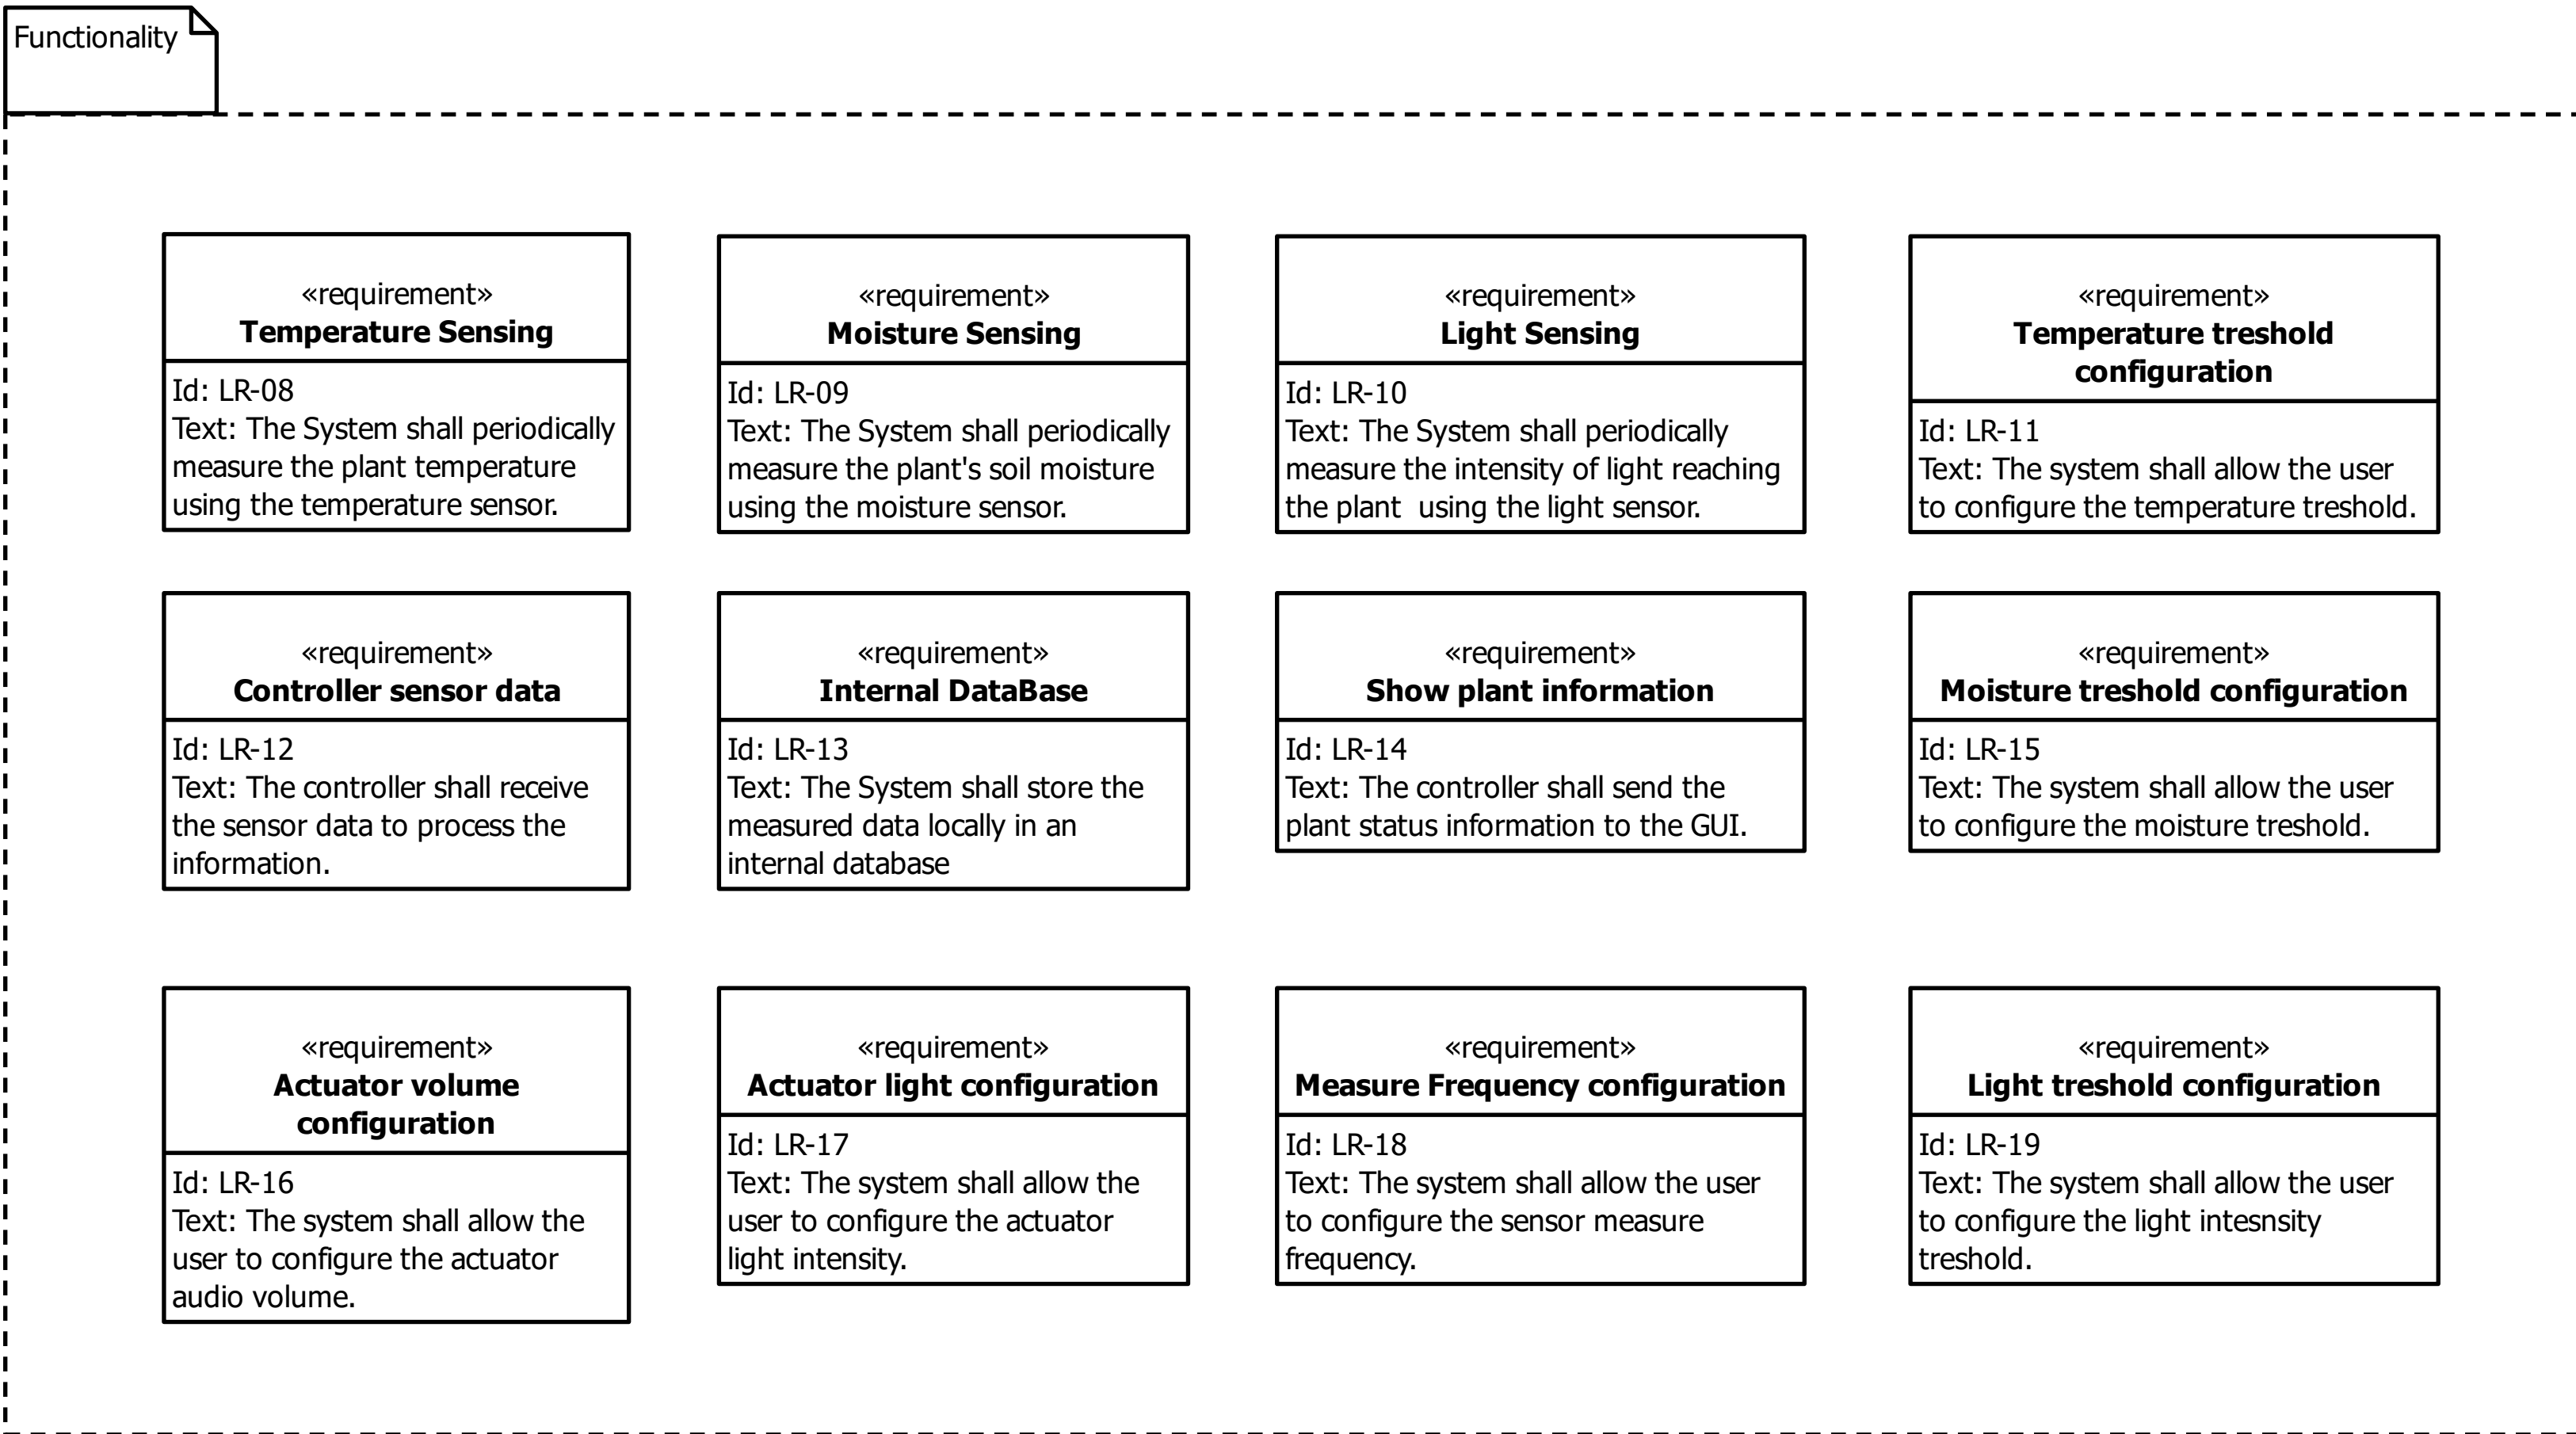 Functionality
«requirement»
Temperature Sensing
Id: LR-08
Text: The System shall periodically
measure the plant temperature
using the temperature sensor.
«requirement»
Moisture Sensing
Id: LR-09
Text: The System shall periodically
measure the plant's soil moisture
using the moisture sensor.
«requirement»
Light Sensing
Id: LR-10
Text: The System shall periodically
measure the intensity of light reaching
the plant  using the light sensor.
«requirement»
Temperature treshold
configuration
Id: LR-11
Text: The system shall allow the user
to configure the temperature treshold.
«requirement»
Controller sensor data
Id: LR-12
Text: The controller shall receive
the sensor data to process the
information.
«requirement»
Internal DataBase
Id: LR-13
Text: The System shall store the
measured data locally in an
internal database
«requirement»
Show plant information
Id: LR-14
Text: The controller shall send the
plant status information to the GUI.
«requirement»
Moisture treshold configuration
Id: LR-15
Text: The system shall allow the user
to configure the moisture treshold.
«requirement»
Actuator volume
configuration
Id: LR-16
Text: The system shall allow the
user to configure the actuator
audio volume.
«requirement»
Actuator light configuration
Id: LR-17
Text: The system shall allow the
user to configure the actuator
light intensity.
«requirement»
Measure Frequency configuration
Id: LR-18
Text: The system shall allow the user
to configure the sensor measure
frequency.
«requirement»
Light treshold configuration
Id: LR-19
Text: The system shall allow the user
to configure the light intesnsity
treshold.